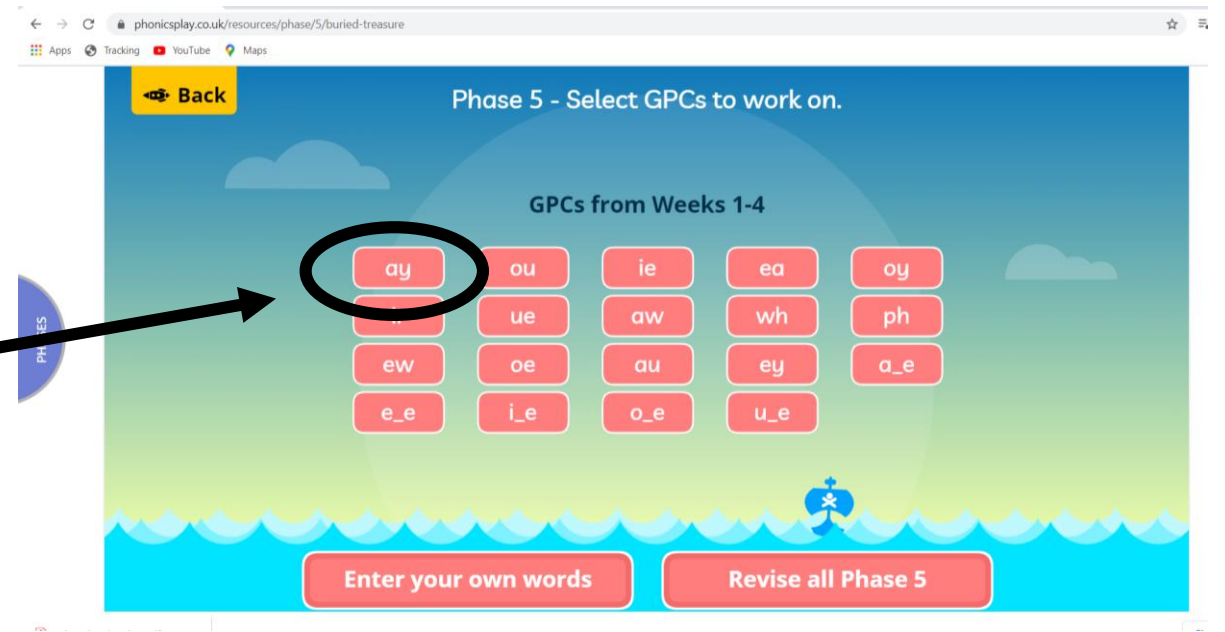 phonicsplay.co.uk/resources/phase/5/buried-treasure
Apps Tracking YouTube Maps
Back
Phase 5 - Select GPCs to work on.
GPCs from Weeks 1-4
ay ou ie ea oy
ue aw wh ph
ew oe au ey a_e
e_e i_e o_e u_e
PHASES
Enter your own words Revise all Phase 5